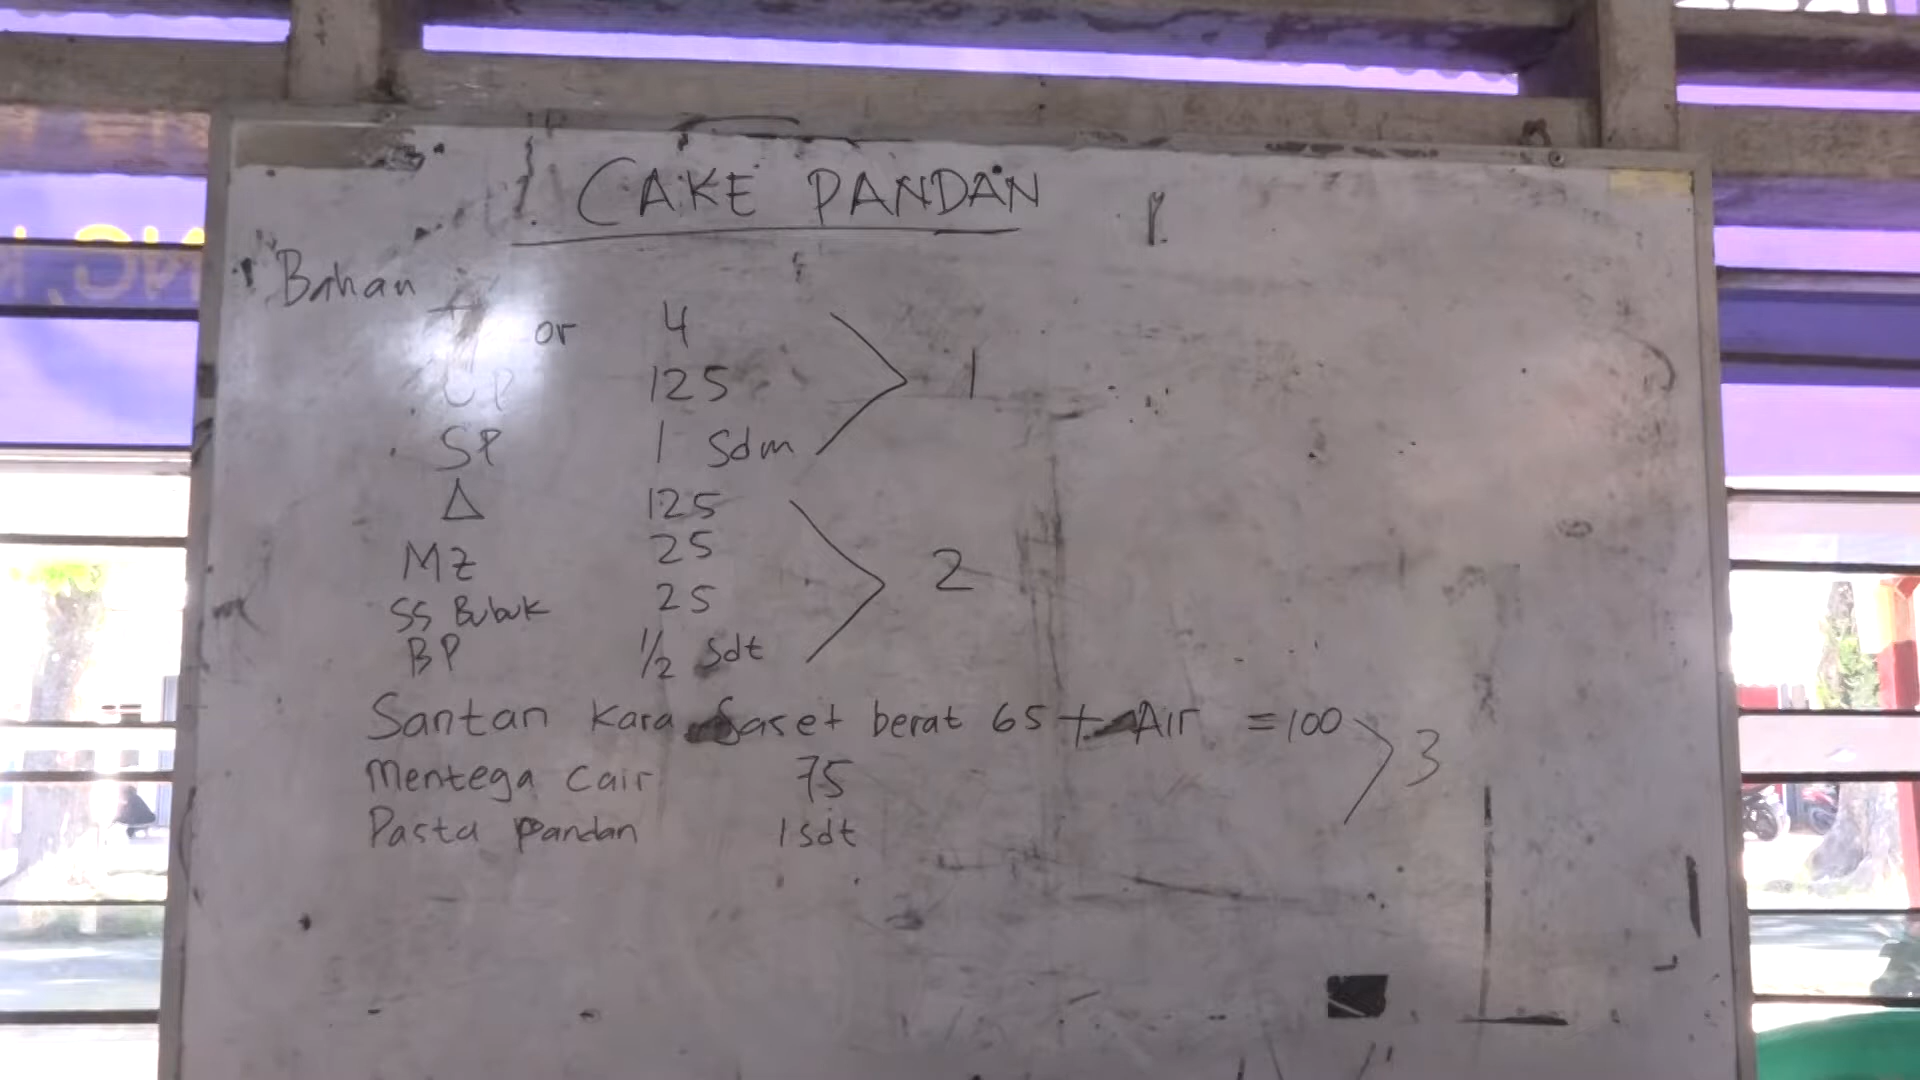 CAKE PANDAN
Bahan
or 4
125
SP 1 Sdm
1
Δ 125
MZ 25
SS Bubuk 25
BP 1/2 Sdt
2
Santan Kara Saset berat 65 + Air = 100
Mentega Cair 75
Pasta Pandan 1 sdt
3